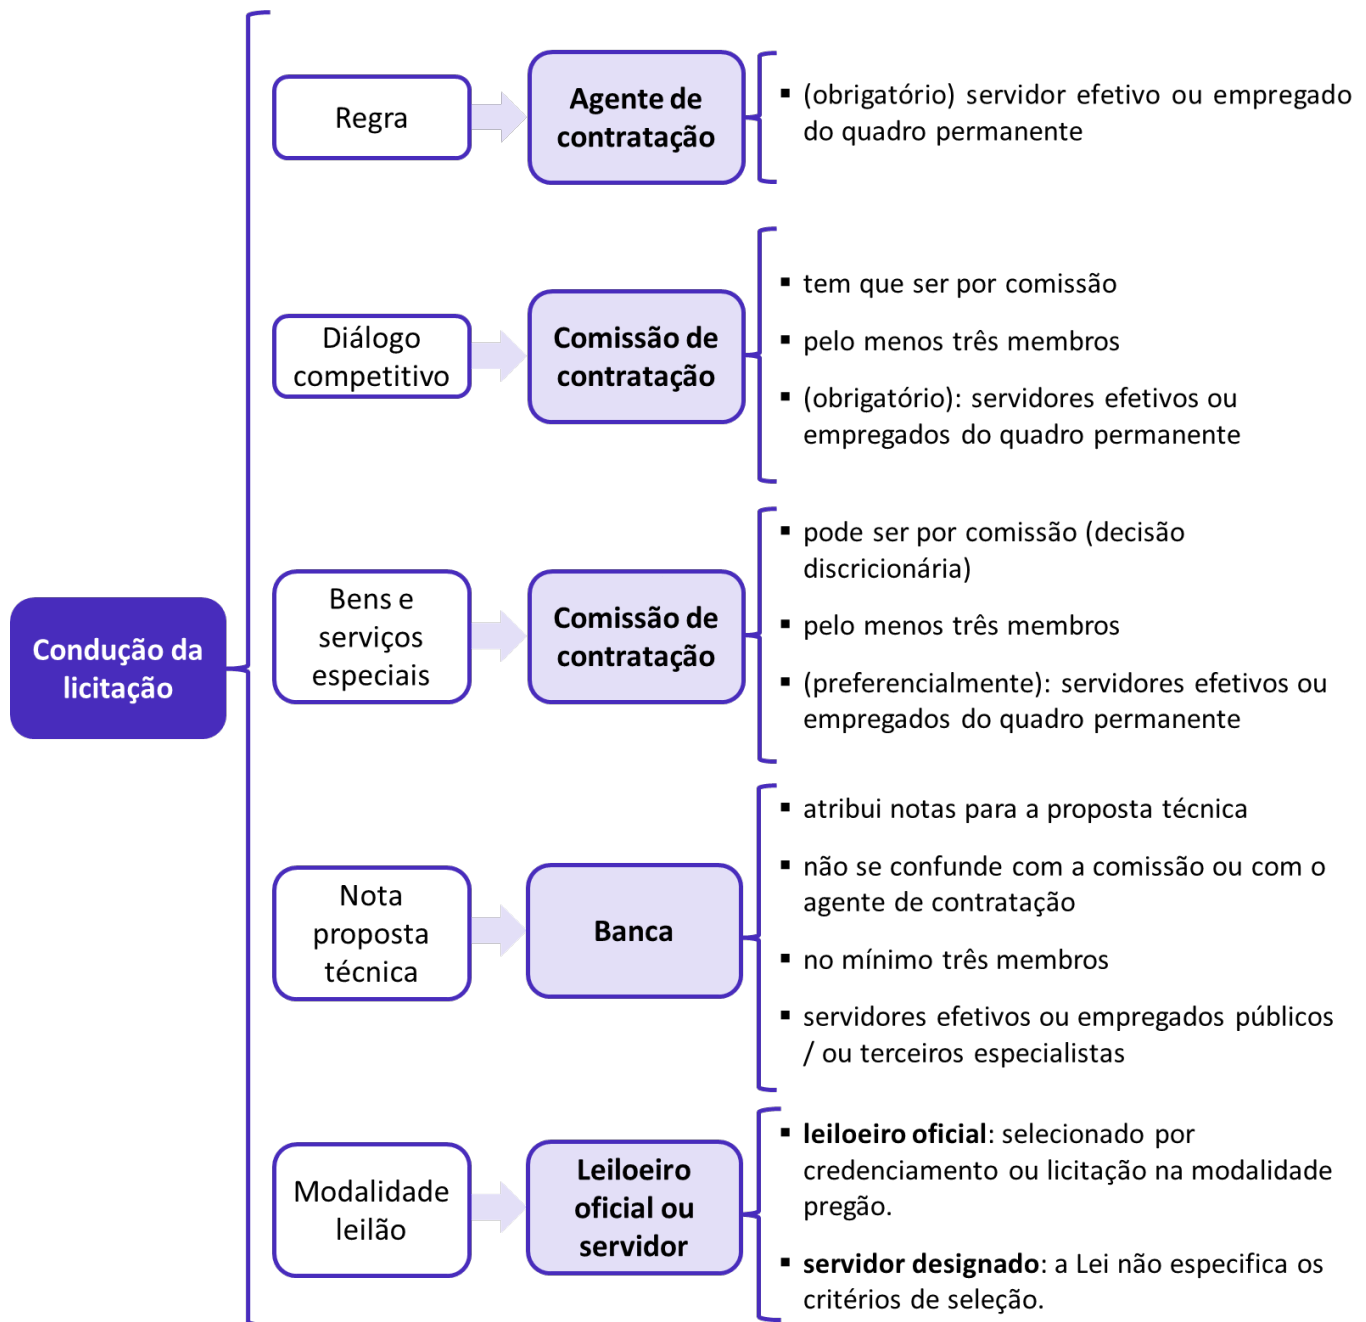 Condução da
licitação
Regra
Agente de
contratação
▪ (obrigatório) servidor efetivo ou empregado
do quadro permanente
Diálogo
competitivo
Comissão de
contratação
▪ tem que ser por comissão
▪ pelo menos três membros
▪ (obrigatório): servidores efetivos ou
empregados do quadro permanente
Bens e
serviços
especiais
Comissão de
contratação
▪ pode ser por comissão (decisão
discricionária)
▪ pelo menos três membros
▪ (preferencialmente): servidores efetivos ou
empregados do quadro permanente
Nota
proposta
técnica
Banca
▪ atribui notas para a proposta técnica
▪ não se confunde com a comissão ou com o
agente de contratação
▪ no mínimo três membros
▪ servidores efetivos ou empregados públicos
/ ou terceiros especialistas
Modalidade
leilão
Leiloeiro
oficial ou
servidor
▪ leiloeiro oficial: selecionado por
credenciamento ou licitação na modalidade
pregão.
▪ servidor designado: a Lei não especifica os
critérios de seleção.